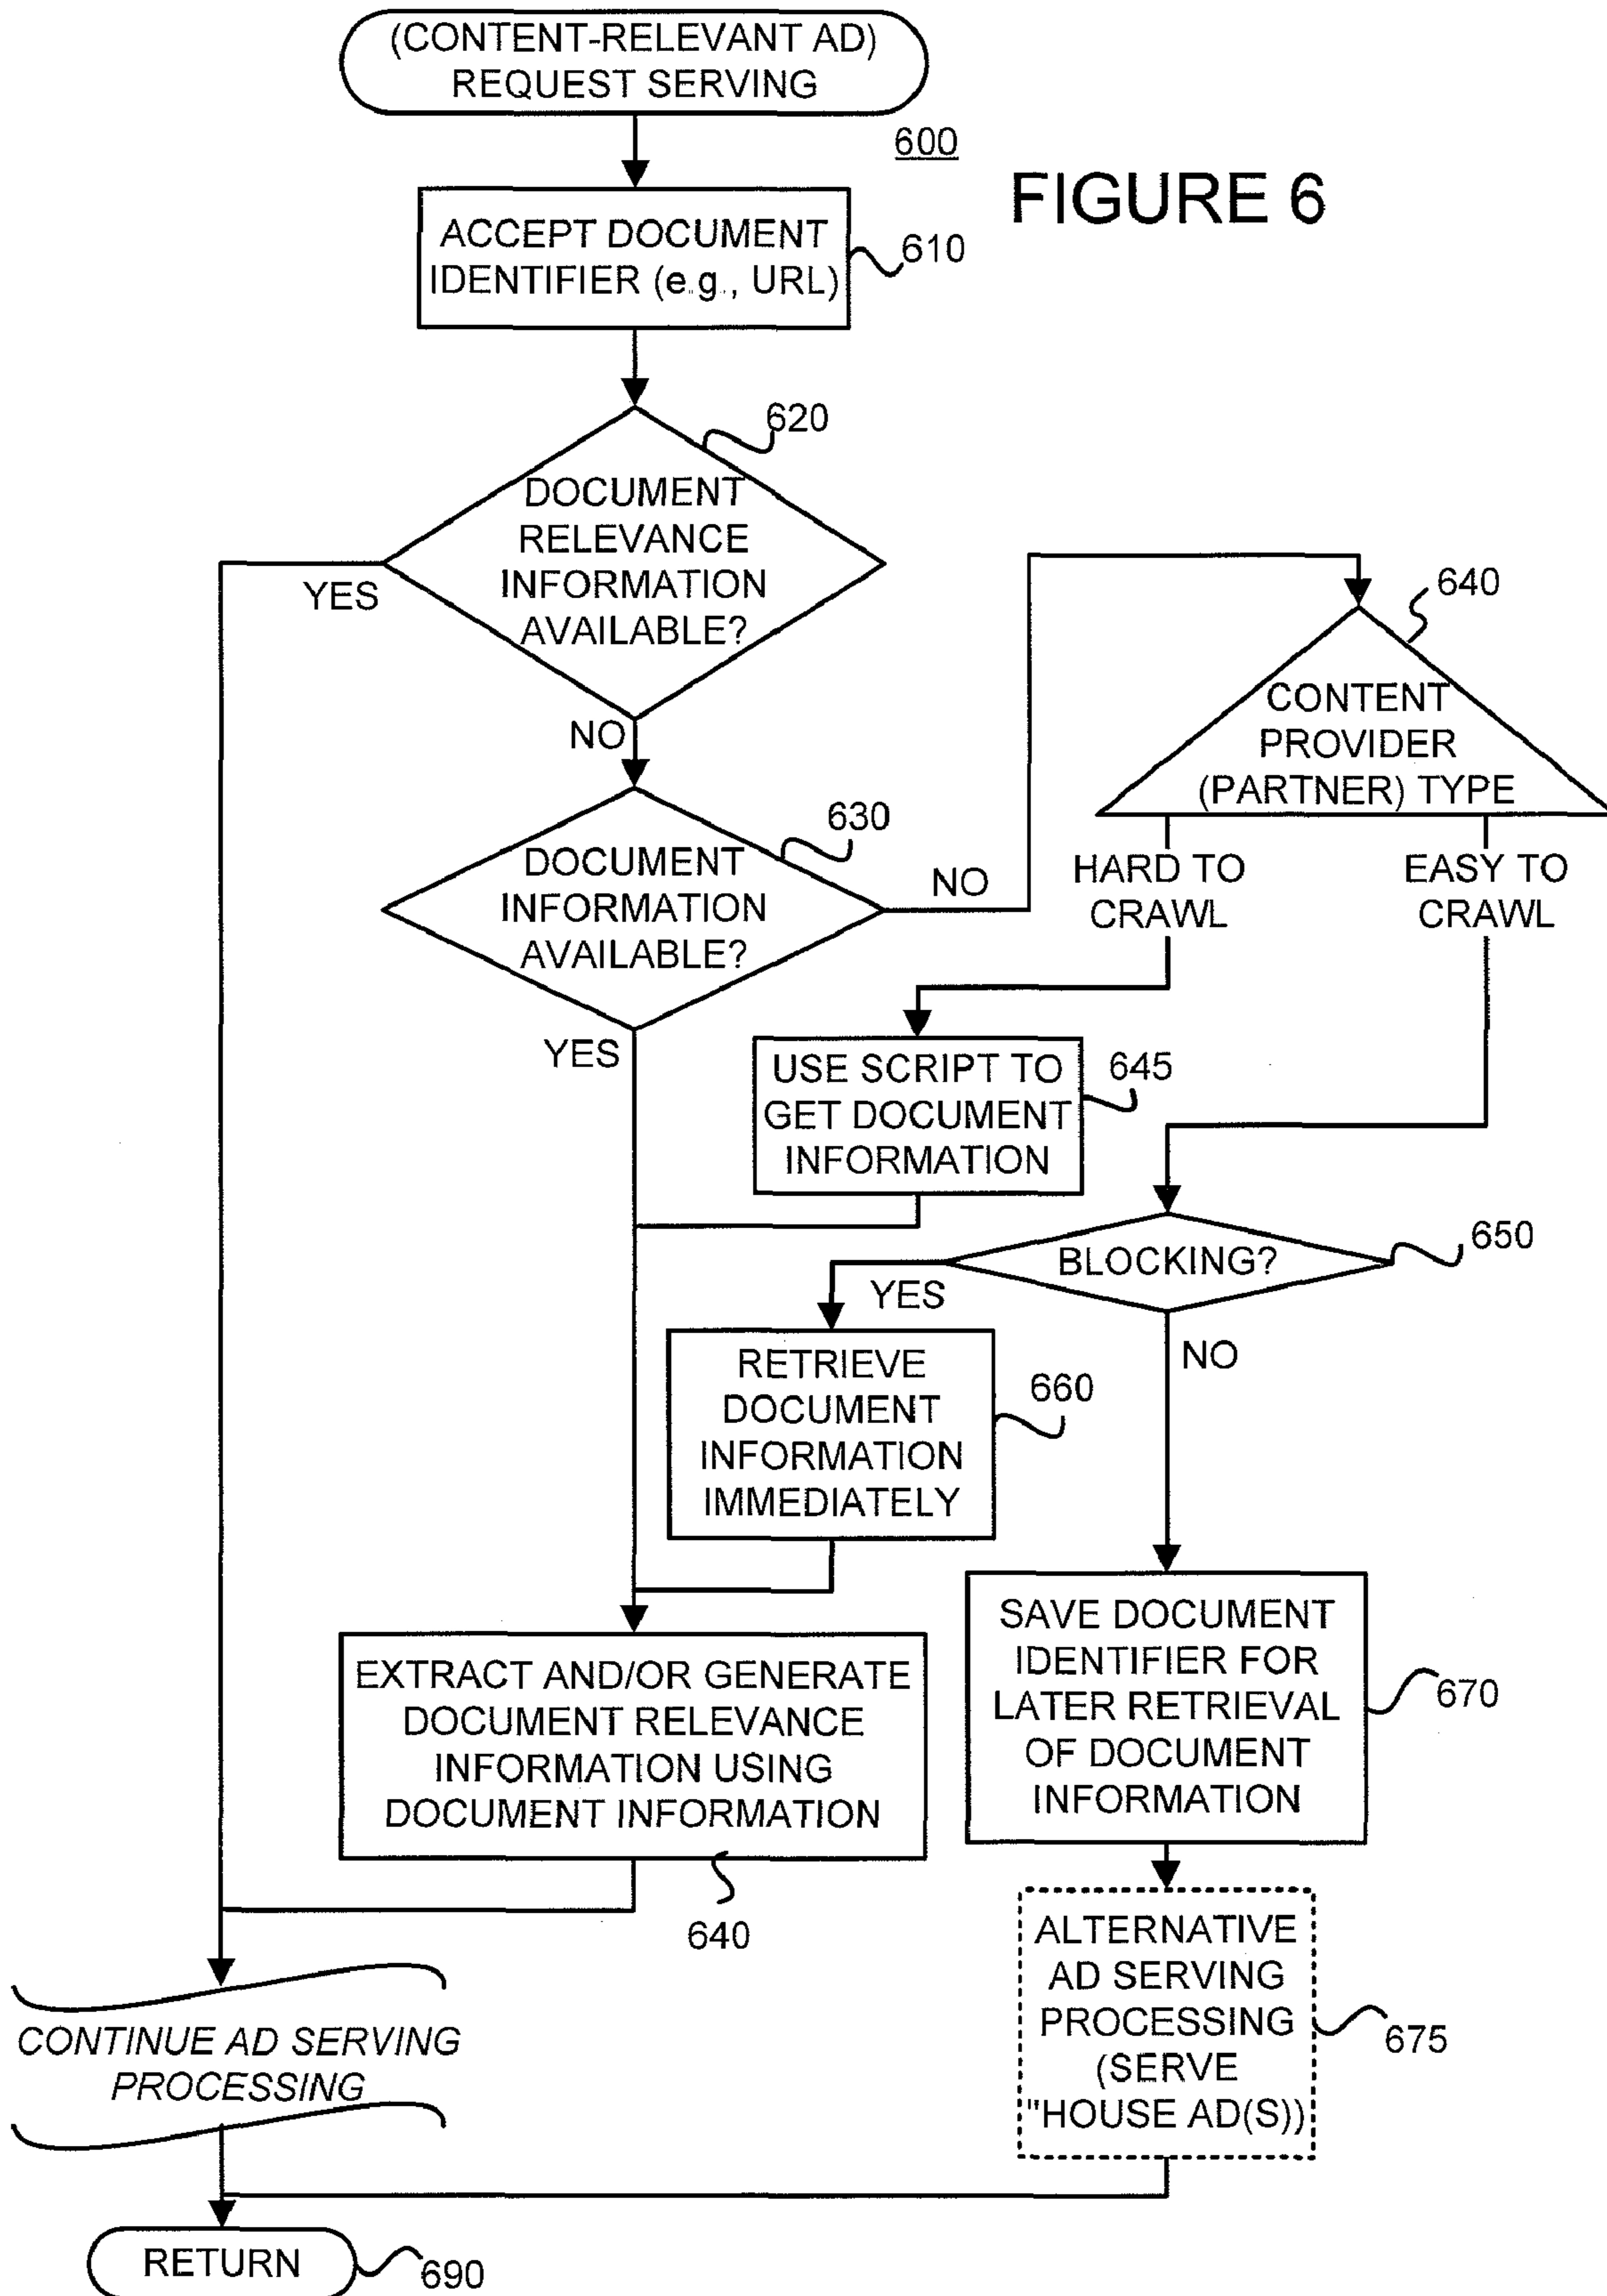 (CONTENT-RELEVANT AD)
REQUEST SERVING
600
FIGURE 6
ACCEPT DOCUMENT
IDENTIFIER (e.g., URL)
610
620
DOCUMENT
RELEVANCE
INFORMATION
AVAILABLE?
YES
NO
640
CONTENT
PROVIDER
(PARTNER) TYPE
630
DOCUMENT
INFORMATION
AVAILABLE?
NO
YES
HARD TO
CRAWL
EASY TO
CRAWL
USE SCRIPT TO
GET DOCUMENT
INFORMATION
645
BLOCKING?
650
YES
NO
RETRIEVE
DOCUMENT
INFORMATION
IMMEDIATELY
660
SAVE DOCUMENT
IDENTIFIER FOR
LATER RETRIEVAL
OF DOCUMENT
INFORMATION
670
EXTRACT AND/OR GENERATE
DOCUMENT RELEVANCE
INFORMATION USING
DOCUMENT INFORMATION
640
ALTERNATIVE
AD SERVING
PROCESSING
(SERVE
"HOUSE AD(S))
675
CONTINUE AD SERVING
PROCESSING
RETURN
690